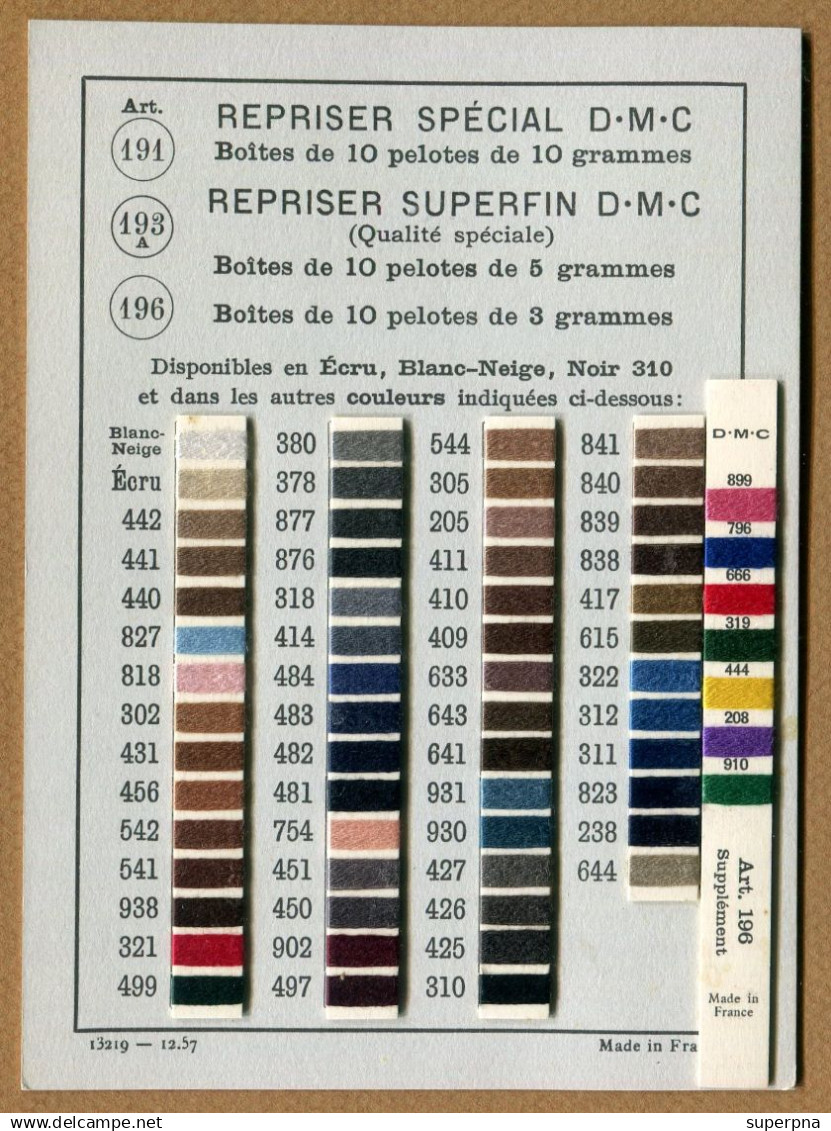 Art.
REPRISER SPÉCIAL D·M·C
191
Boîtes de 10 pelotes de 10 grammes
REPRISER SUPERFIN D·M·C
193
A
(Qualité spéciale)
Boîtes de 10 pelotes de 5 grammes
196
Boîtes de 10 pelotes de 3 grammes
Disponibles en Écru, Blanc-Neige, Noir 310
et dans les autres couleurs indiquées ci-dessous:
Blanc-
Neige
Écru
442
441
440
827
818
302
431
456
542
541
938
321
499
380
378
877
876
318
414
484
483
482
481
754
451
450
902
497
544
305
205
411
410
409
633
643
641
931
930
427
426
425
310
841
840
839
838
417
615
322
312
311
823
238
644
D·M·C
899
796
666
319
444
208
910
Art. 196
Supplément
Made in
France
13219 — 12.57
Made in Fra
delcampe.net
superpna